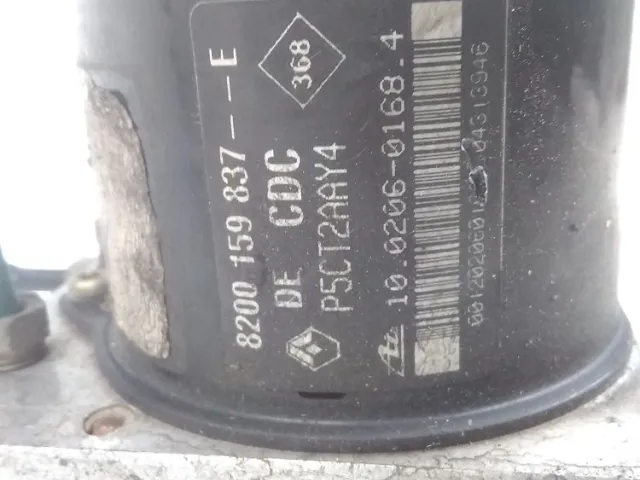 8200 159 837--E
368
DE CDC
P5CT2AAY4
10.0206-0168.4